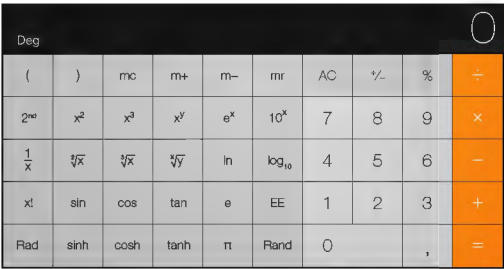 0
Deg
( ) mc m+ m− mr AC +/− % ÷
2ⁿᵈ x² x³ xʸ eˣ 10ˣ 7 8 9 ×
1/x ²√x ³√x ˣ√y ln log₁₀ 4 5 6 −
x! sin cos tan e EE 1 2 3 +
Rad sinh cosh tanh π Rand 0 , =